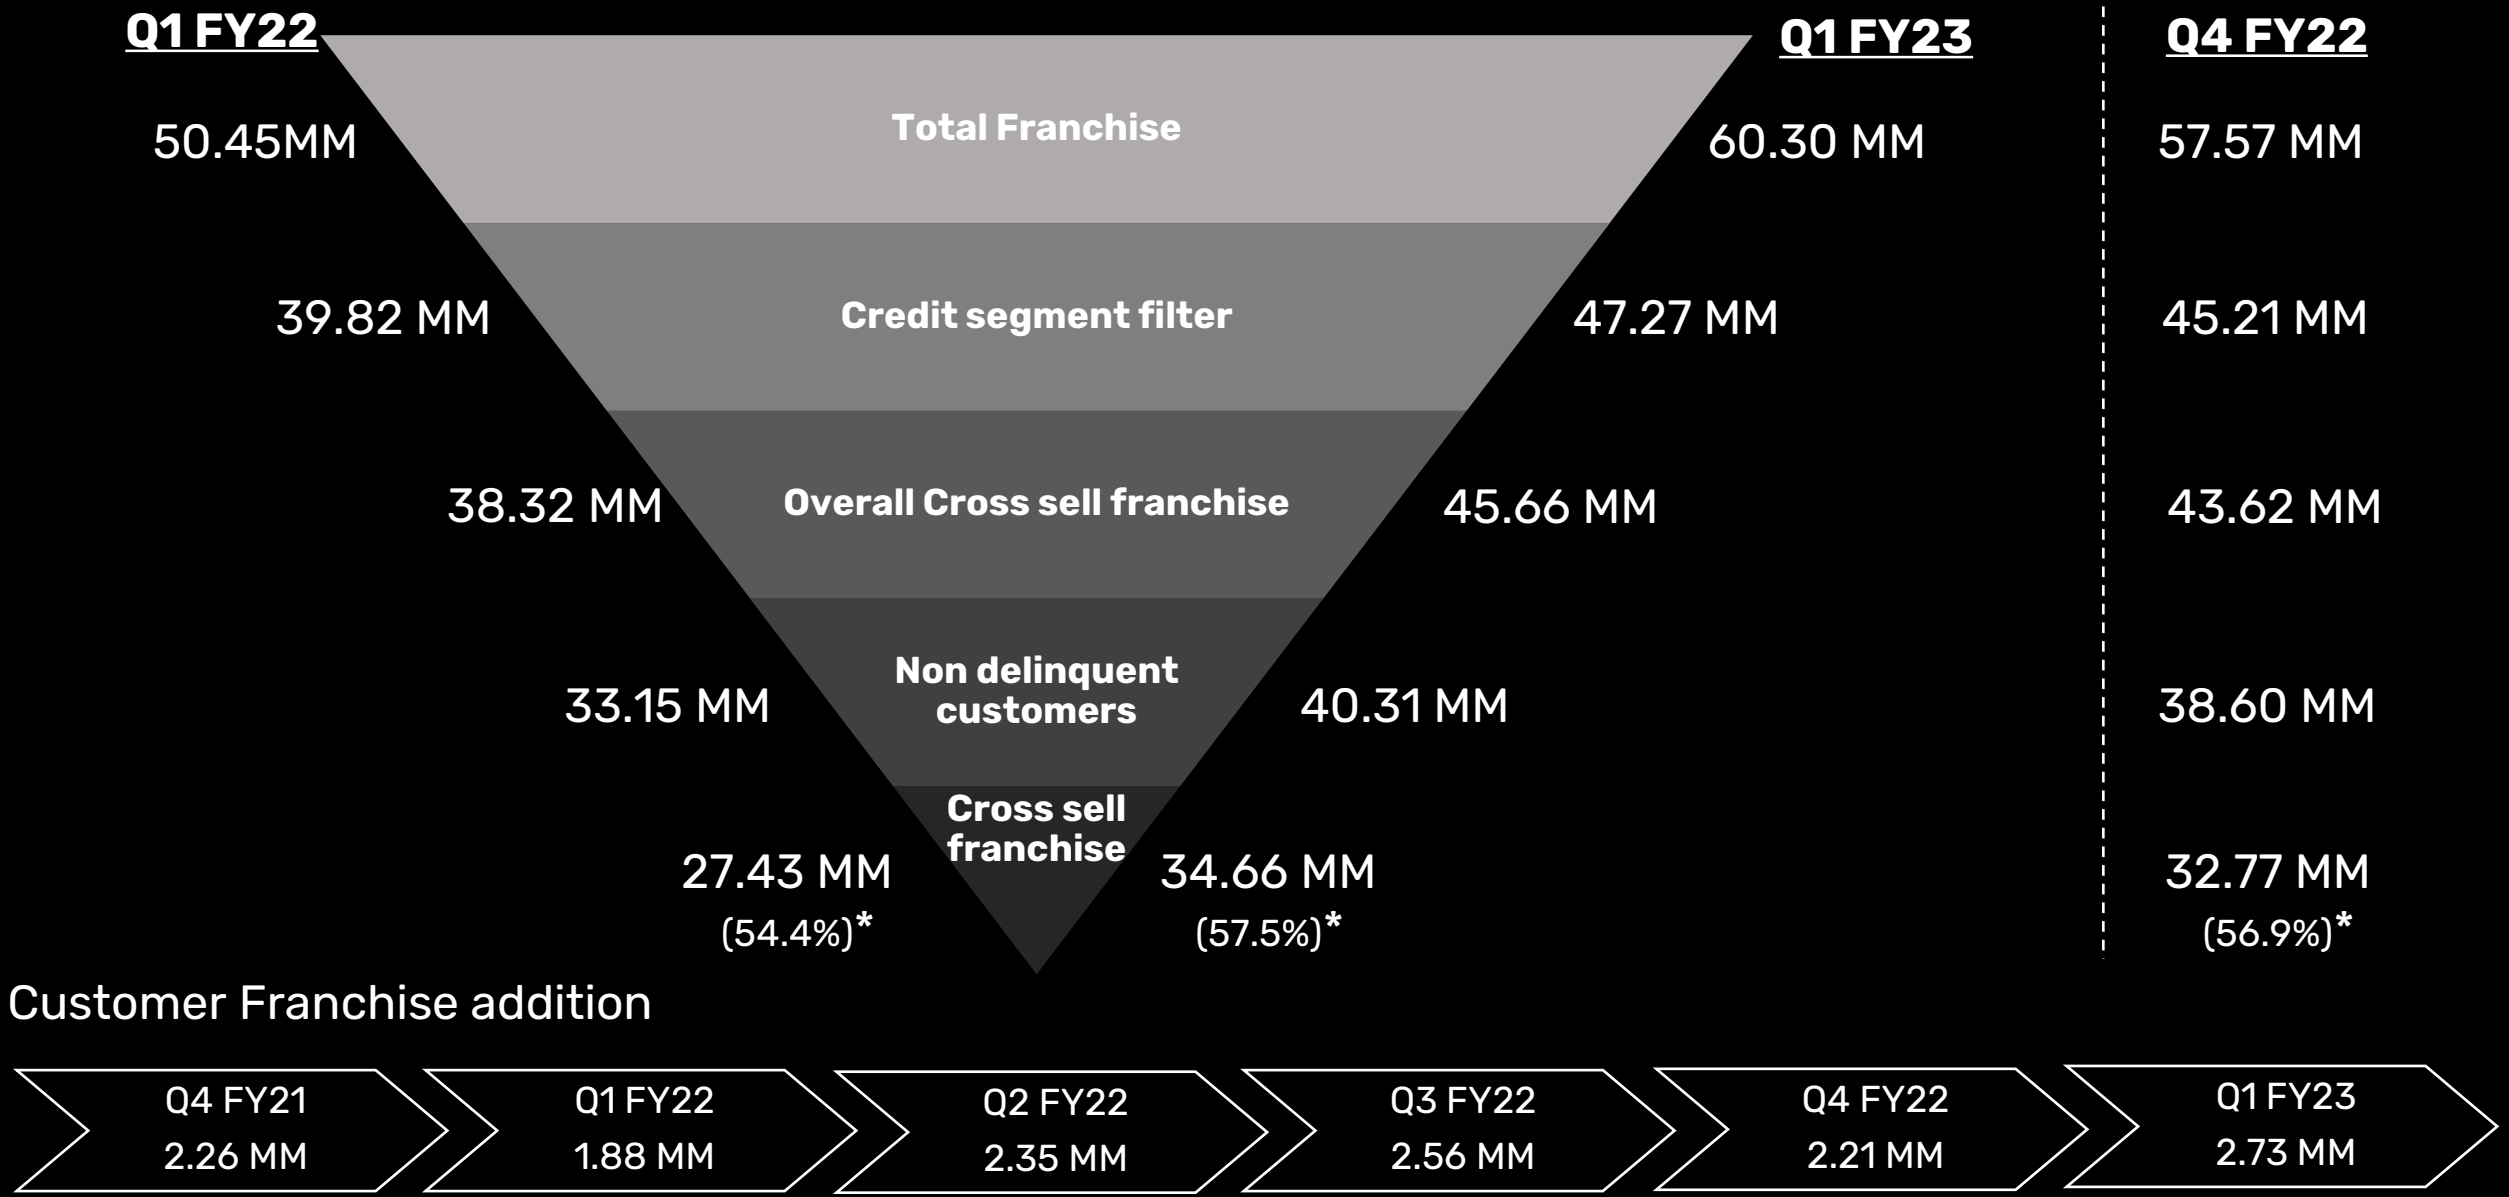 Q1 FY22
Q1 FY23
Q4 FY22
50.45MM
Total Franchise
60.30 MM
57.57 MM
39.82 MM
Credit segment filter
47.27 MM
45.21 MM
38.32 MM
Overall Cross sell franchise
45.66 MM
43.62 MM
33.15 MM
Non delinquent
customers
40.31 MM
38.60 MM
Cross sell
franchise
27.43 MM
(54.4%)*
34.66 MM
(57.5%)*
32.77 MM
(56.9%)*
Customer Franchise addition
Q4 FY21
2.26 MM
Q1 FY22
1.88 MM
Q2 FY22
2.35 MM
Q3 FY22
2.56 MM
Q4 FY22
2.21 MM
Q1 FY23
2.73 MM